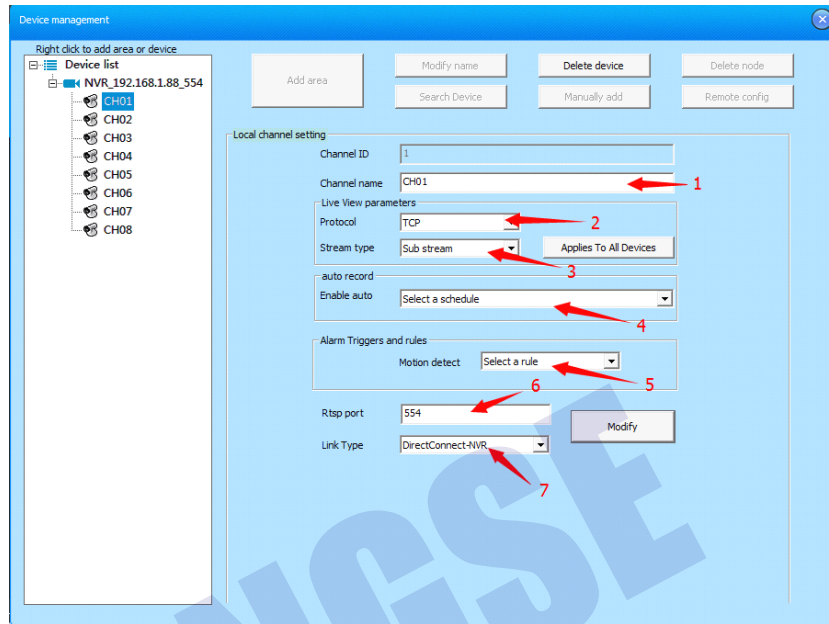 Device management
Right click to add area or device
Device list
NVR_192.168.1.88_554
CH01
CH02
CH03
CH04
CH05
CH06
CH07
CH08
Add area
Modify name
Delete device
Delete node
Search Device
Manually add
Remote config
Local channel setting
Channel ID 1
Channel name CH01 1
Live View parameters
Protocol TCP 2
Stream type Sub stream Applies To All Devices
3
auto record
Enable auto Select a schedule
4
Alarm Triggers and rules
Motion detect Select a rule
5
6
Rtsp port 554
Modify
Link Type DirectConnect-NVR
7
NGSE